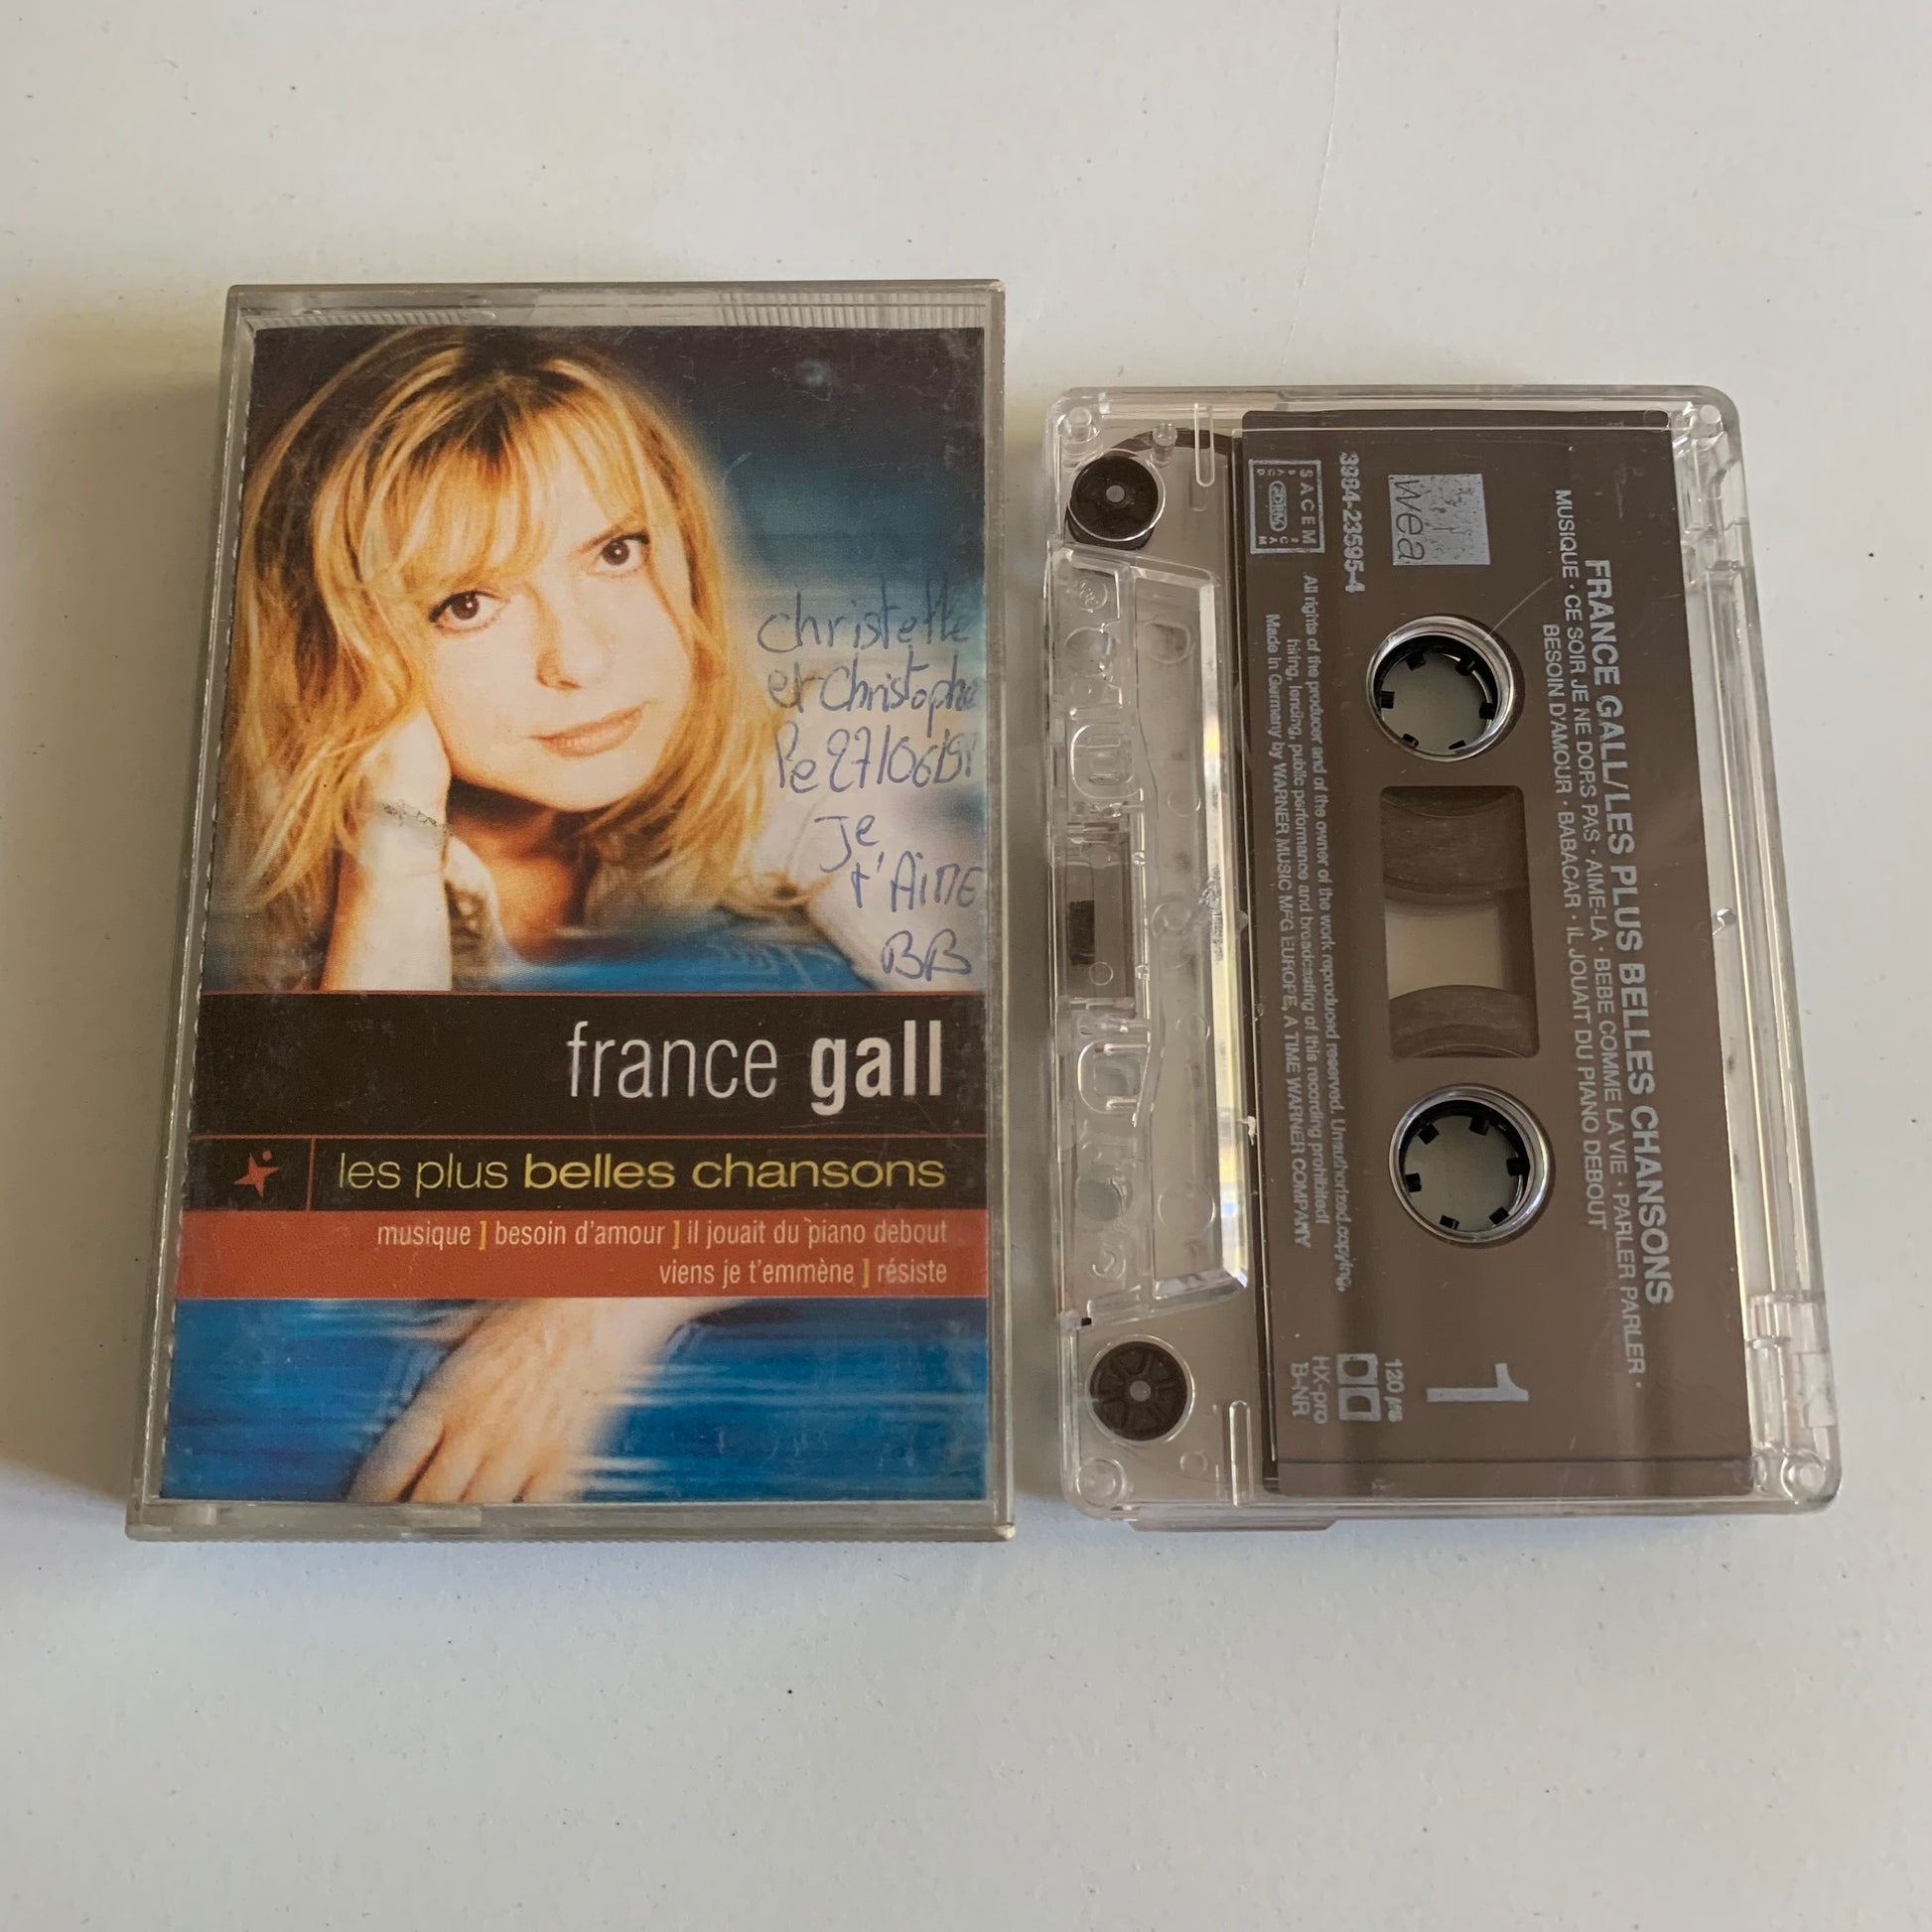 christelle
et christophe
le 27/06/9
Je
t'AiME
BB
france gall
les plus belles chansons
musique ] besoin d'amour ] il jouait du piano debout
viens je t'emmène ] résiste
FRANCE GALL/LES PLUS BELLES CHANSONS
MUSIQUE · CE SOIR JE NE DORS PAS · AIME-LA · BEBE COMME LA VIE · PARLER PARLER ·
BESOIN D'AMOUR · BABACAR · IL JOUAIT DU PIANO DEBOUT
wea
3984-23595-4
SACEM
1
120 µs
HX-pro
B-NR
All rights of the producer and of the owner of the work reproduced reserved. Unauthorized copying,
hiring, lending, public performance and broadcasting of this recording prohibited!
Made in Germany by WARNER MUSIC MFG EUROPE, A TIME WARNER COMPANY